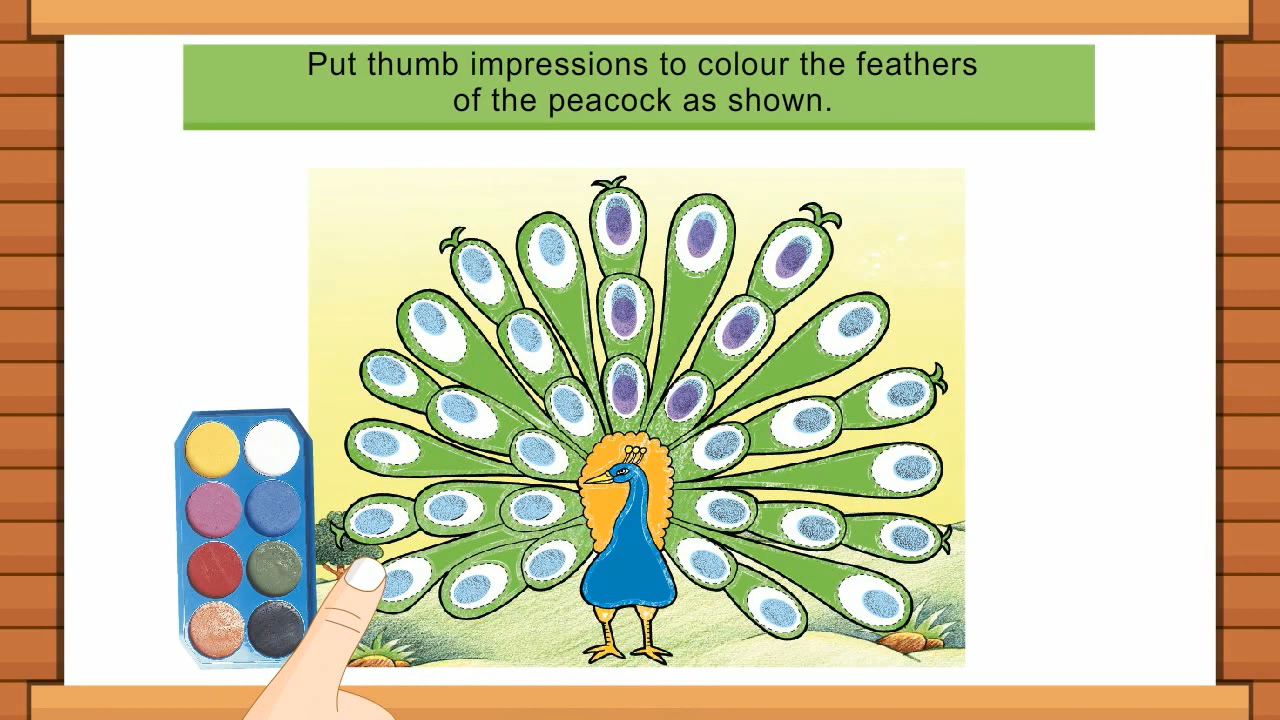 Put thumb impressions to colour the feathers
of the peacock as shown.